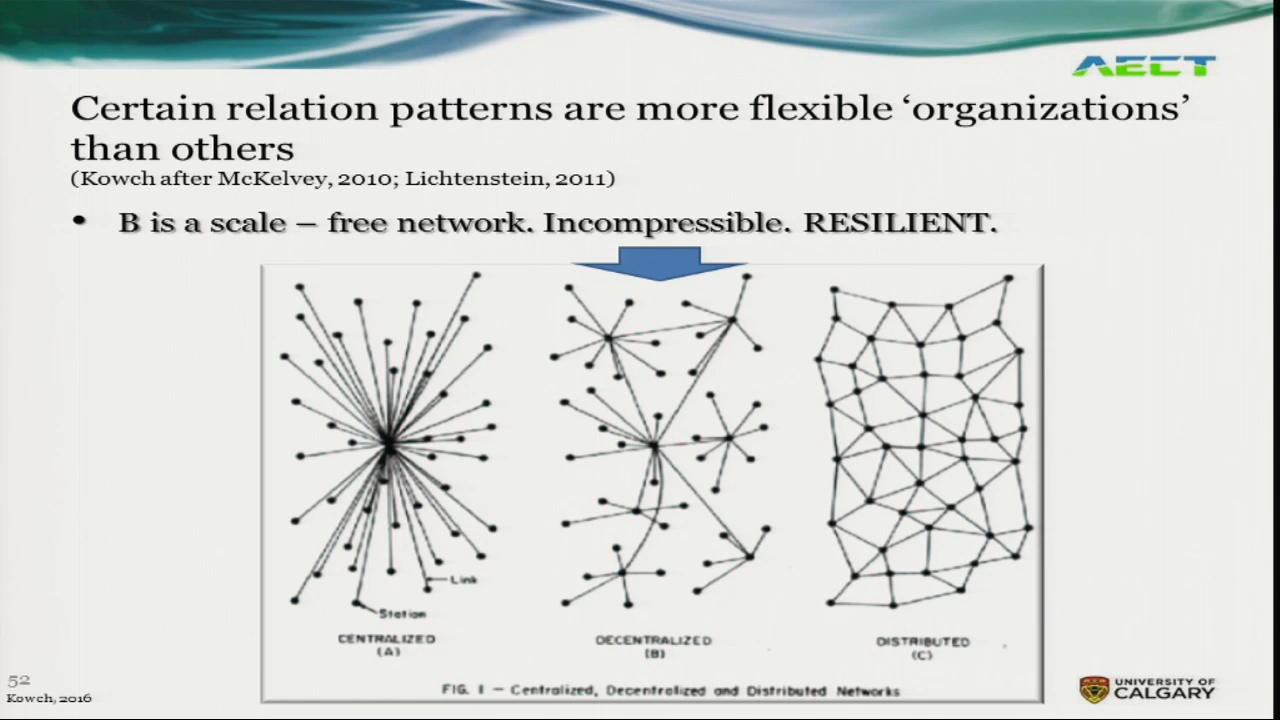 AECT
Certain relation patterns are more flexible ‘organizations’
than others
(Kowch after McKelvey, 2010; Lichtenstein, 2011)
• B is a scale – free network. Incompressible. RESILIENT.
Link
Station
CENTRALIZED
(A)
DECENTRALIZED
(B)
DISTRIBUTED
(C)
FIG. 1 — Centralized, Decentralized and Distributed Networks
52
Kowch, 2016
UNIVERSITY OF
CALGARY